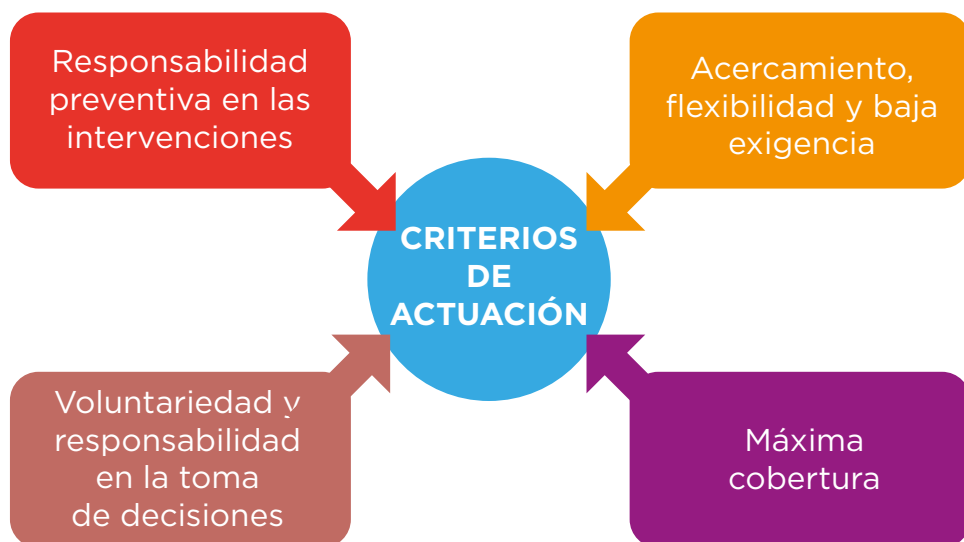 Responsabilidad
preventiva en las
intervenciones
Acercamiento,
flexibilidad y baja
exigencia
CRITERIOS
DE
ACTUACIÓN
Voluntariedad y
responsabilidad
en la toma
de decisiones
Máxima
cobertura